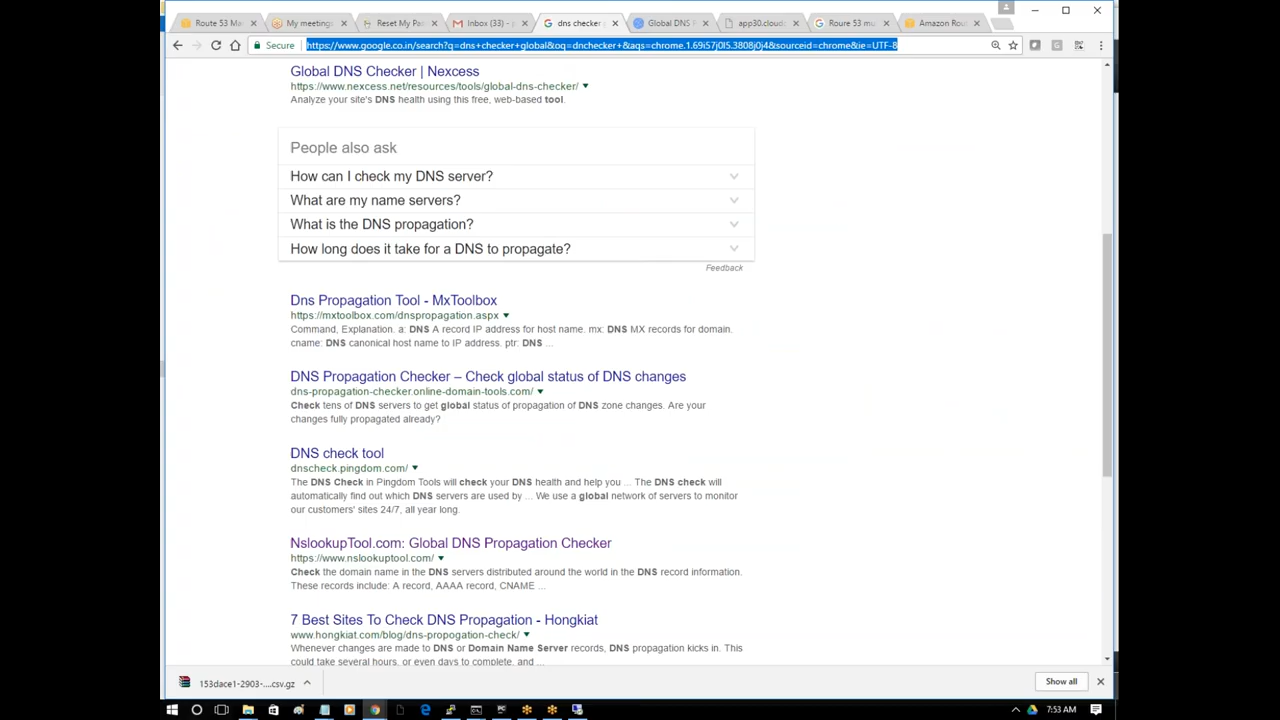 Route 53 Ma
My meeting
Reset My Pa
Inbox (33) -
dns checker
Global DNS P
app30.cloud
Roure 53 mu
Amazon Rou
Secure
https://www.google.co.in/search?q=dns+checker+global&oq=dnchecker+&aqs=chrome.1.69i57j0l5.3808j0j4&sourceid=chrome&ie=UTF-8
Global DNS Checker | Nexcess
https://www.nexcess.net/resources/tools/global-dns-checker/
Analyze your site's DNS health using this free, web-based tool.
People also ask
How can I check my DNS server?
What are my name servers?
What is the DNS propagation?
How long does it take for a DNS to propagate?
Feedback
Dns Propagation Tool - MxToolbox
https://mxtoolbox.com/dnspropagation.aspx
Command, Explanation. a: DNS A record IP address for host name. mx: DNS MX records for domain.
cname: DNS canonical host name to IP address. ptr: DNS ...
DNS Propagation Checker – Check global status of DNS changes
dns-propagation-checker.online-domain-tools.com/
Check tens of DNS servers to get global status of propagation of DNS zone changes. Are your
changes fully propagated already?
DNS check tool
dnscheck.pingdom.com/
The DNS Check in Pingdom Tools will check your DNS health and help you ... The DNS check will
automatically find out which DNS servers are used by ... We use a global network of servers to monitor
our customers' sites 24/7, all year long.
NslookupTool.com: Global DNS Propagation Checker
https://www.nslookuptool.com/
Check the domain name in the DNS servers distributed around the world in the DNS record information.
These records include: A record, AAAA record, CNAME ...
7 Best Sites To Check DNS Propagation - Hongkiat
www.hongkiat.com/blog/dns-propogation-check/
Whenever changes are made to DNS or Domain Name Server records, DNS propagation kicks in. This
could take several hours, or even days to complete, and ...
153dace1-2903-....csv.gz
Show all
7:53 AM